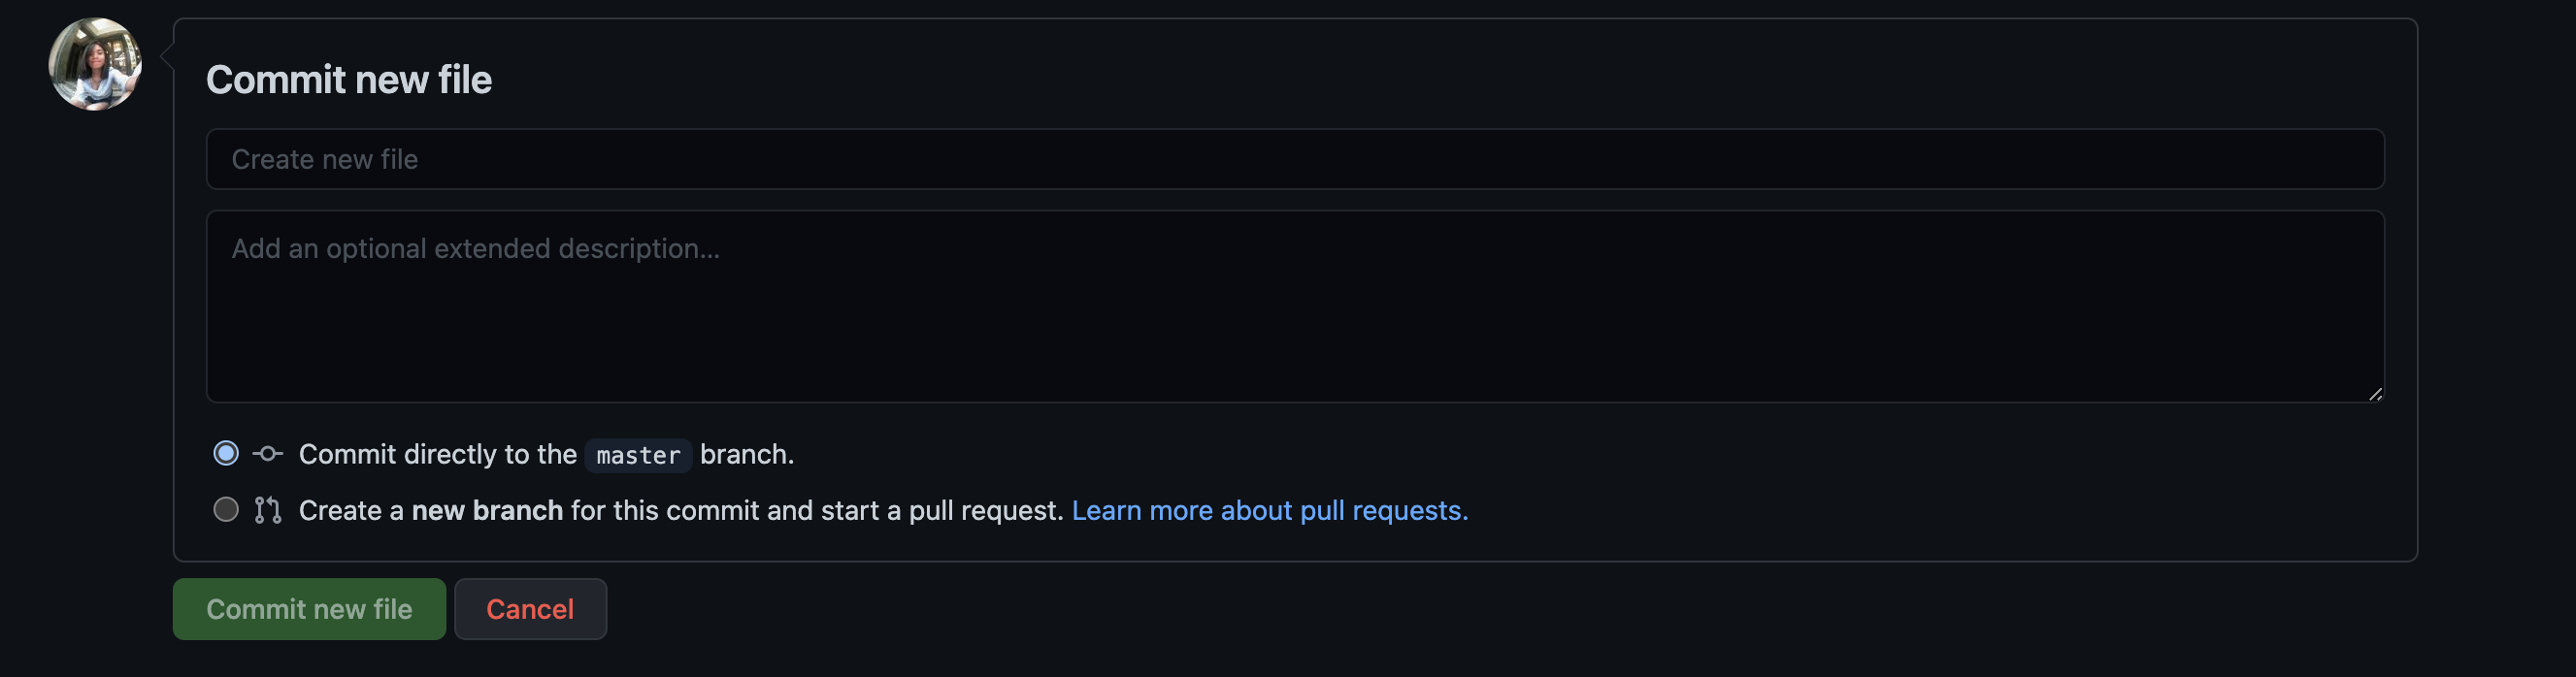 Commit new file
Create new file
Add an optional extended description...
Commit directly to the master branch.
Create a new branch for this commit and start a pull request. Learn more about pull requests.
Commit new file
Cancel